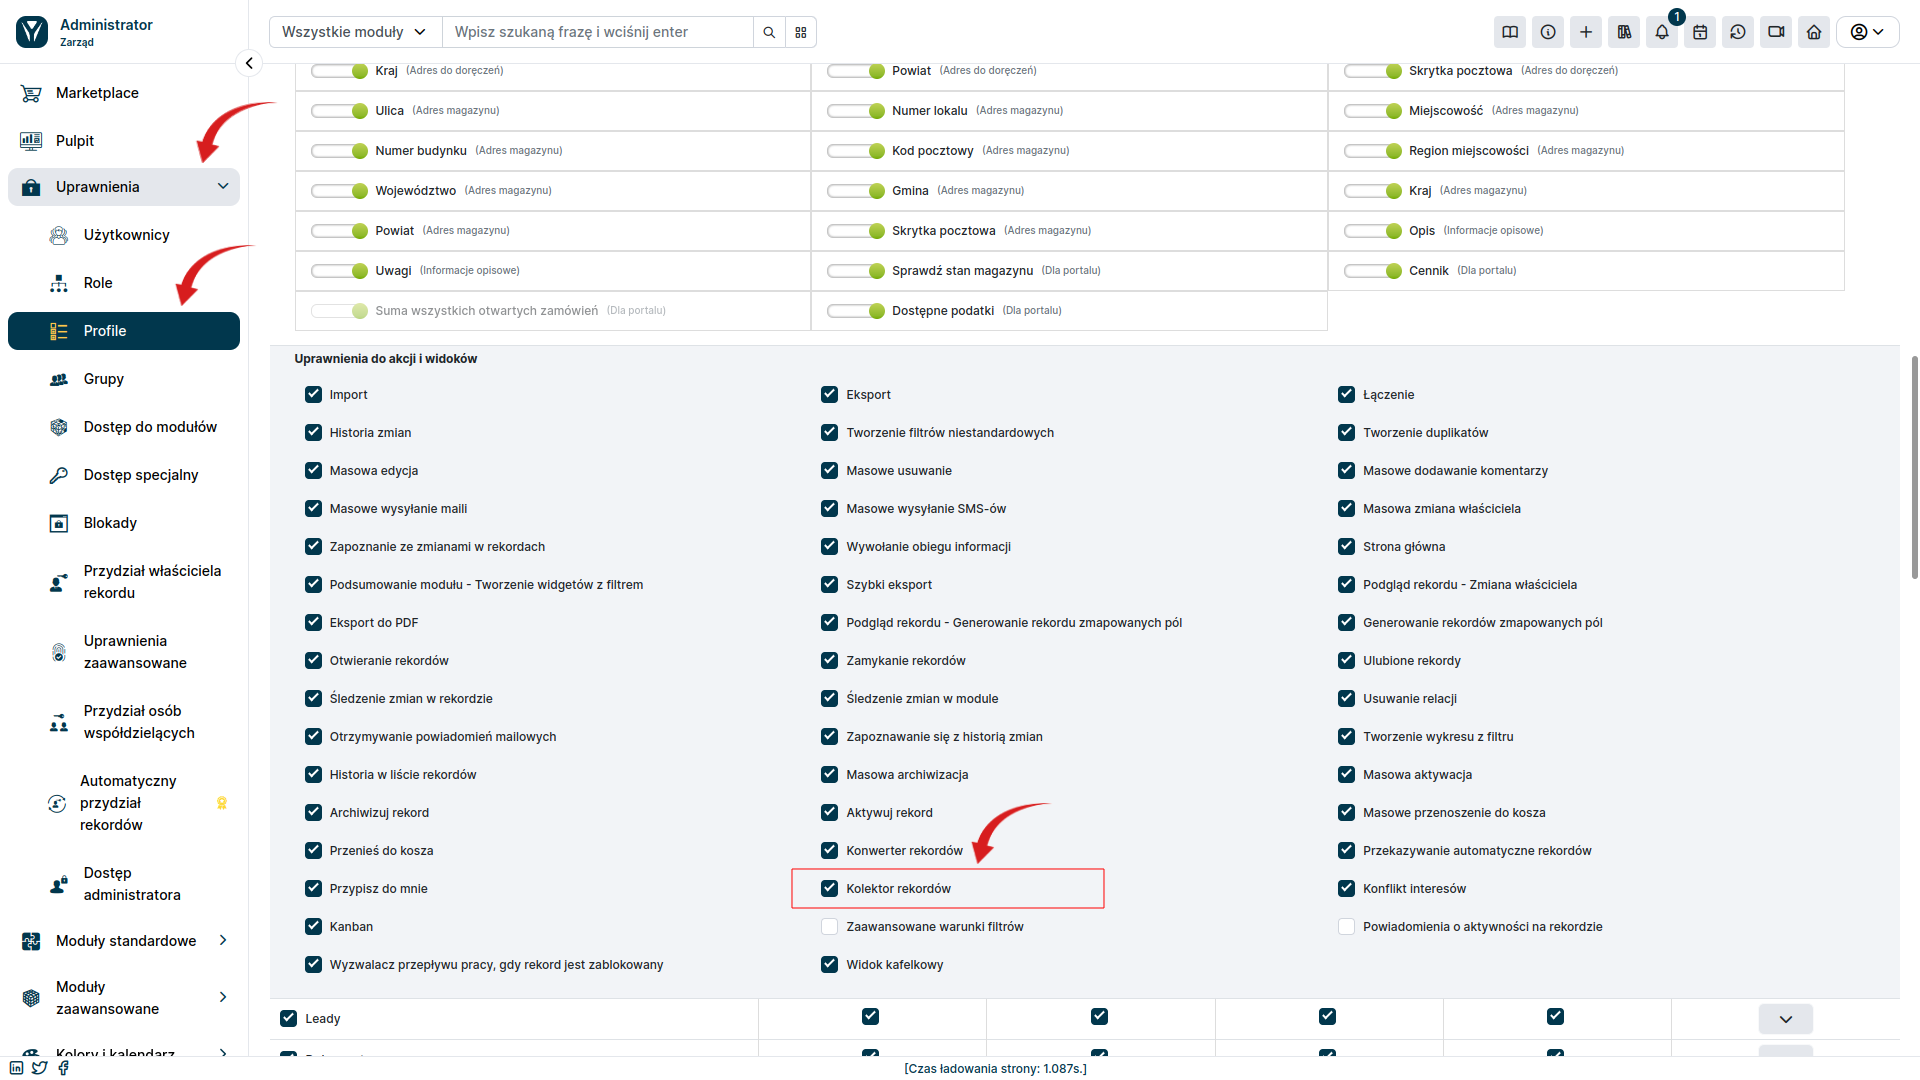 Administrator
Zarząd
Wszystkie moduły
Wpisz szukaną frazę i wciśnij enter
1
Marketplace
Pulpit
Uprawnienia
Użytkownicy
Role
Profile
Grupy
Dostęp do modułów
Dostęp specjalny
Blokady
Przydział właściciela
rekordu
Uprawnienia
zaawansowane
Przydział osób
współdzielących
Automatyczny
przydział
rekordów
Dostęp
administratora
Moduły standardowe
Moduły
zaawansowane
Kolory i kalendarz
Kraj (Adres do doręczeń)
Powiat (Adres do doręczeń)
Skrytka pocztowa (Adres do doręczeń)
Ulica (Adres magazynu)
Numer lokalu (Adres magazynu)
Miejscowość (Adres magazynu)
Numer budynku (Adres magazynu)
Kod pocztowy (Adres magazynu)
Region miejscowości (Adres magazynu)
Województwo (Adres magazynu)
Gmina (Adres magazynu)
Kraj (Adres magazynu)
Powiat (Adres magazynu)
Skrytka pocztowa (Adres magazynu)
Opis (Informacje opisowe)
Uwagi (Informacje opisowe)
Sprawdź stan magazynu (Dla portalu)
Cennik (Dla portalu)
Suma wszystkich otwartych zamówień (Dla portalu)
Dostępne podatki (Dla portalu)
Uprawnienia do akcji i widoków
Import
Eksport
Łączenie
Historia zmian
Tworzenie filtrów niestandardowych
Tworzenie duplikatów
Masowa edycja
Masowe usuwanie
Masowe dodawanie komentarzy
Masowe wysyłanie maili
Masowe wysyłanie SMS-ów
Masowa zmiana właściciela
Zapoznanie ze zmianami w rekordach
Wywołanie obiegu informacji
Strona główna
Podsumowanie modułu - Tworzenie widgetów z filtrem
Szybki eksport
Podgląd rekordu - Zmiana właściciela
Eksport do PDF
Podgląd rekordu - Generowanie rekordu zmapowanych pól
Generowanie rekordów zmapowanych pól
Otwieranie rekordów
Zamykanie rekordów
Ulubione rekordy
Śledzenie zmian w rekordzie
Śledzenie zmian w module
Usuwanie relacji
Otrzymywanie powiadomień mailowych
Zapoznawanie się z historią zmian
Tworzenie wykresu z filtru
Historia w liście rekordów
Masowa archiwizacja
Masowa aktywacja
Archiwizuj rekord
Aktywuj rekord
Masowe przenoszenie do kosza
Przenieś do kosza
Konwerter rekordów
Przekazywanie automatyczne rekordów
Przypisz do mnie
Kolektor rekordów
Konflikt interesów
Kanban
Zaawansowane warunki filtrów
Powiadomienia o aktywności na rekordzie
Wyzwalacz przepływu pracy, gdy rekord jest zablokowany
Widok kafelkowy
Leady
[Czas ładowania strony: 1.087s.]